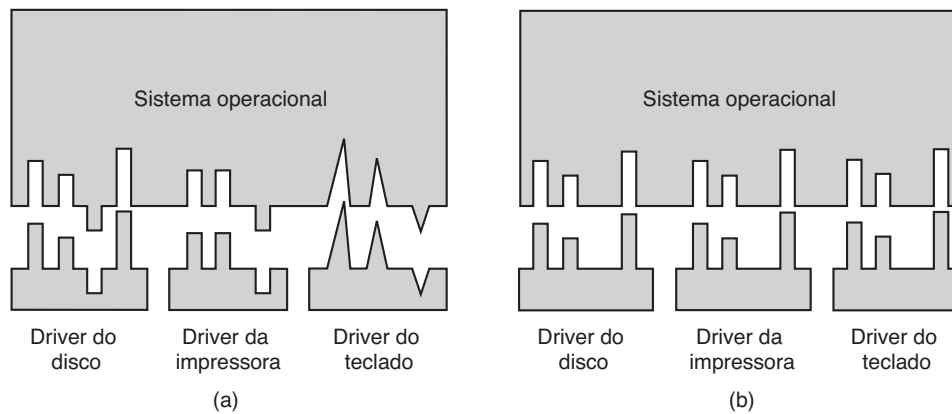 Sistema operacional
Driver do
disco
Driver da
impressora
Driver do
teclado
(a)
Sistema operacional
Driver do
disco
Driver da
impressora
Driver do
teclado
(b)